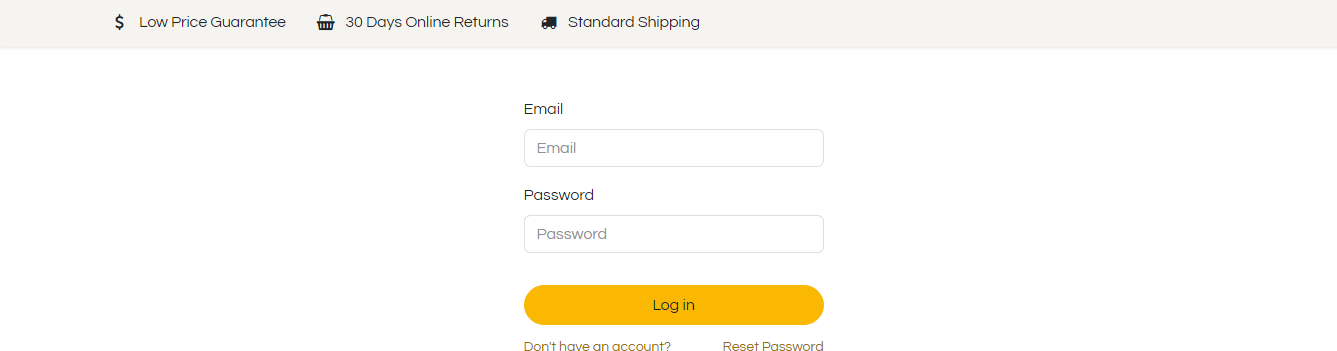 Low Price Guarantee 30 Days Online Returns Standard Shipping
Email
Email
Password
Password
Log in
Don't have an account? Reset Password